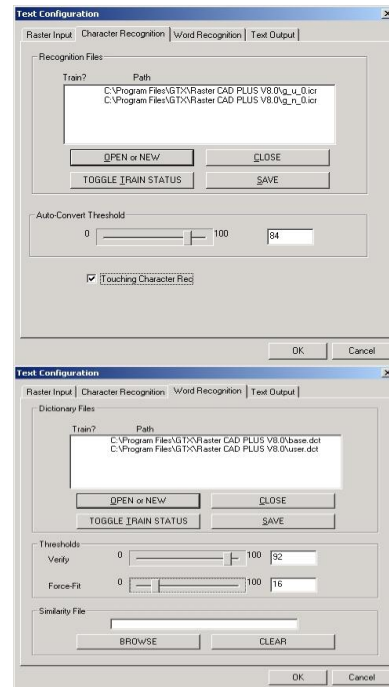 Text Configuration
Raster Input Character Recognition Word Recognition Text Output
Recognition Files
Train? Path
C:\Program Files\GTX\Raster CAD PLUS V8.0\g_u_0.icr
C:\Program Files\GTX\Raster CAD PLUS V8.0\g_n_0.icr
OPEN or NEW CLOSE
TOGGLE TRAIN STATUS SAVE
Auto-Convert Threshold
0 100 84
Touching Character Rec
OK Cancel
Text Configuration
Raster Input Character Recognition Word Recognition Text Output
Dictionary Files
Train? Path
C:\Program Files\GTX\Raster CAD PLUS V8.0\base.dct
C:\Program Files\GTX\Raster CAD PLUS V8.0\user.dct
OPEN or NEW CLOSE
TOGGLE TRAIN STATUS SAVE
Thresholds
Verify 0 100 92
Force-Fit 0 100 16
Similarity File
BROWSE CLEAR
OK Cancel